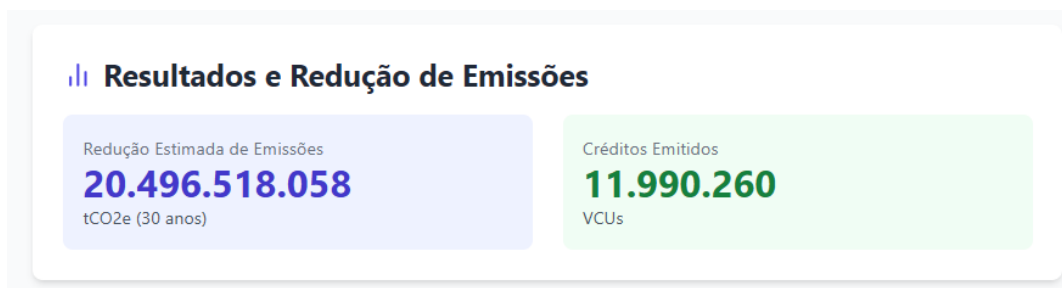 Resultados e Redução de Emissões
Redução Estimada de Emissões
20.496.518.058
tCO2e (30 anos)
Créditos Emitidos
11.990.260
VCUs